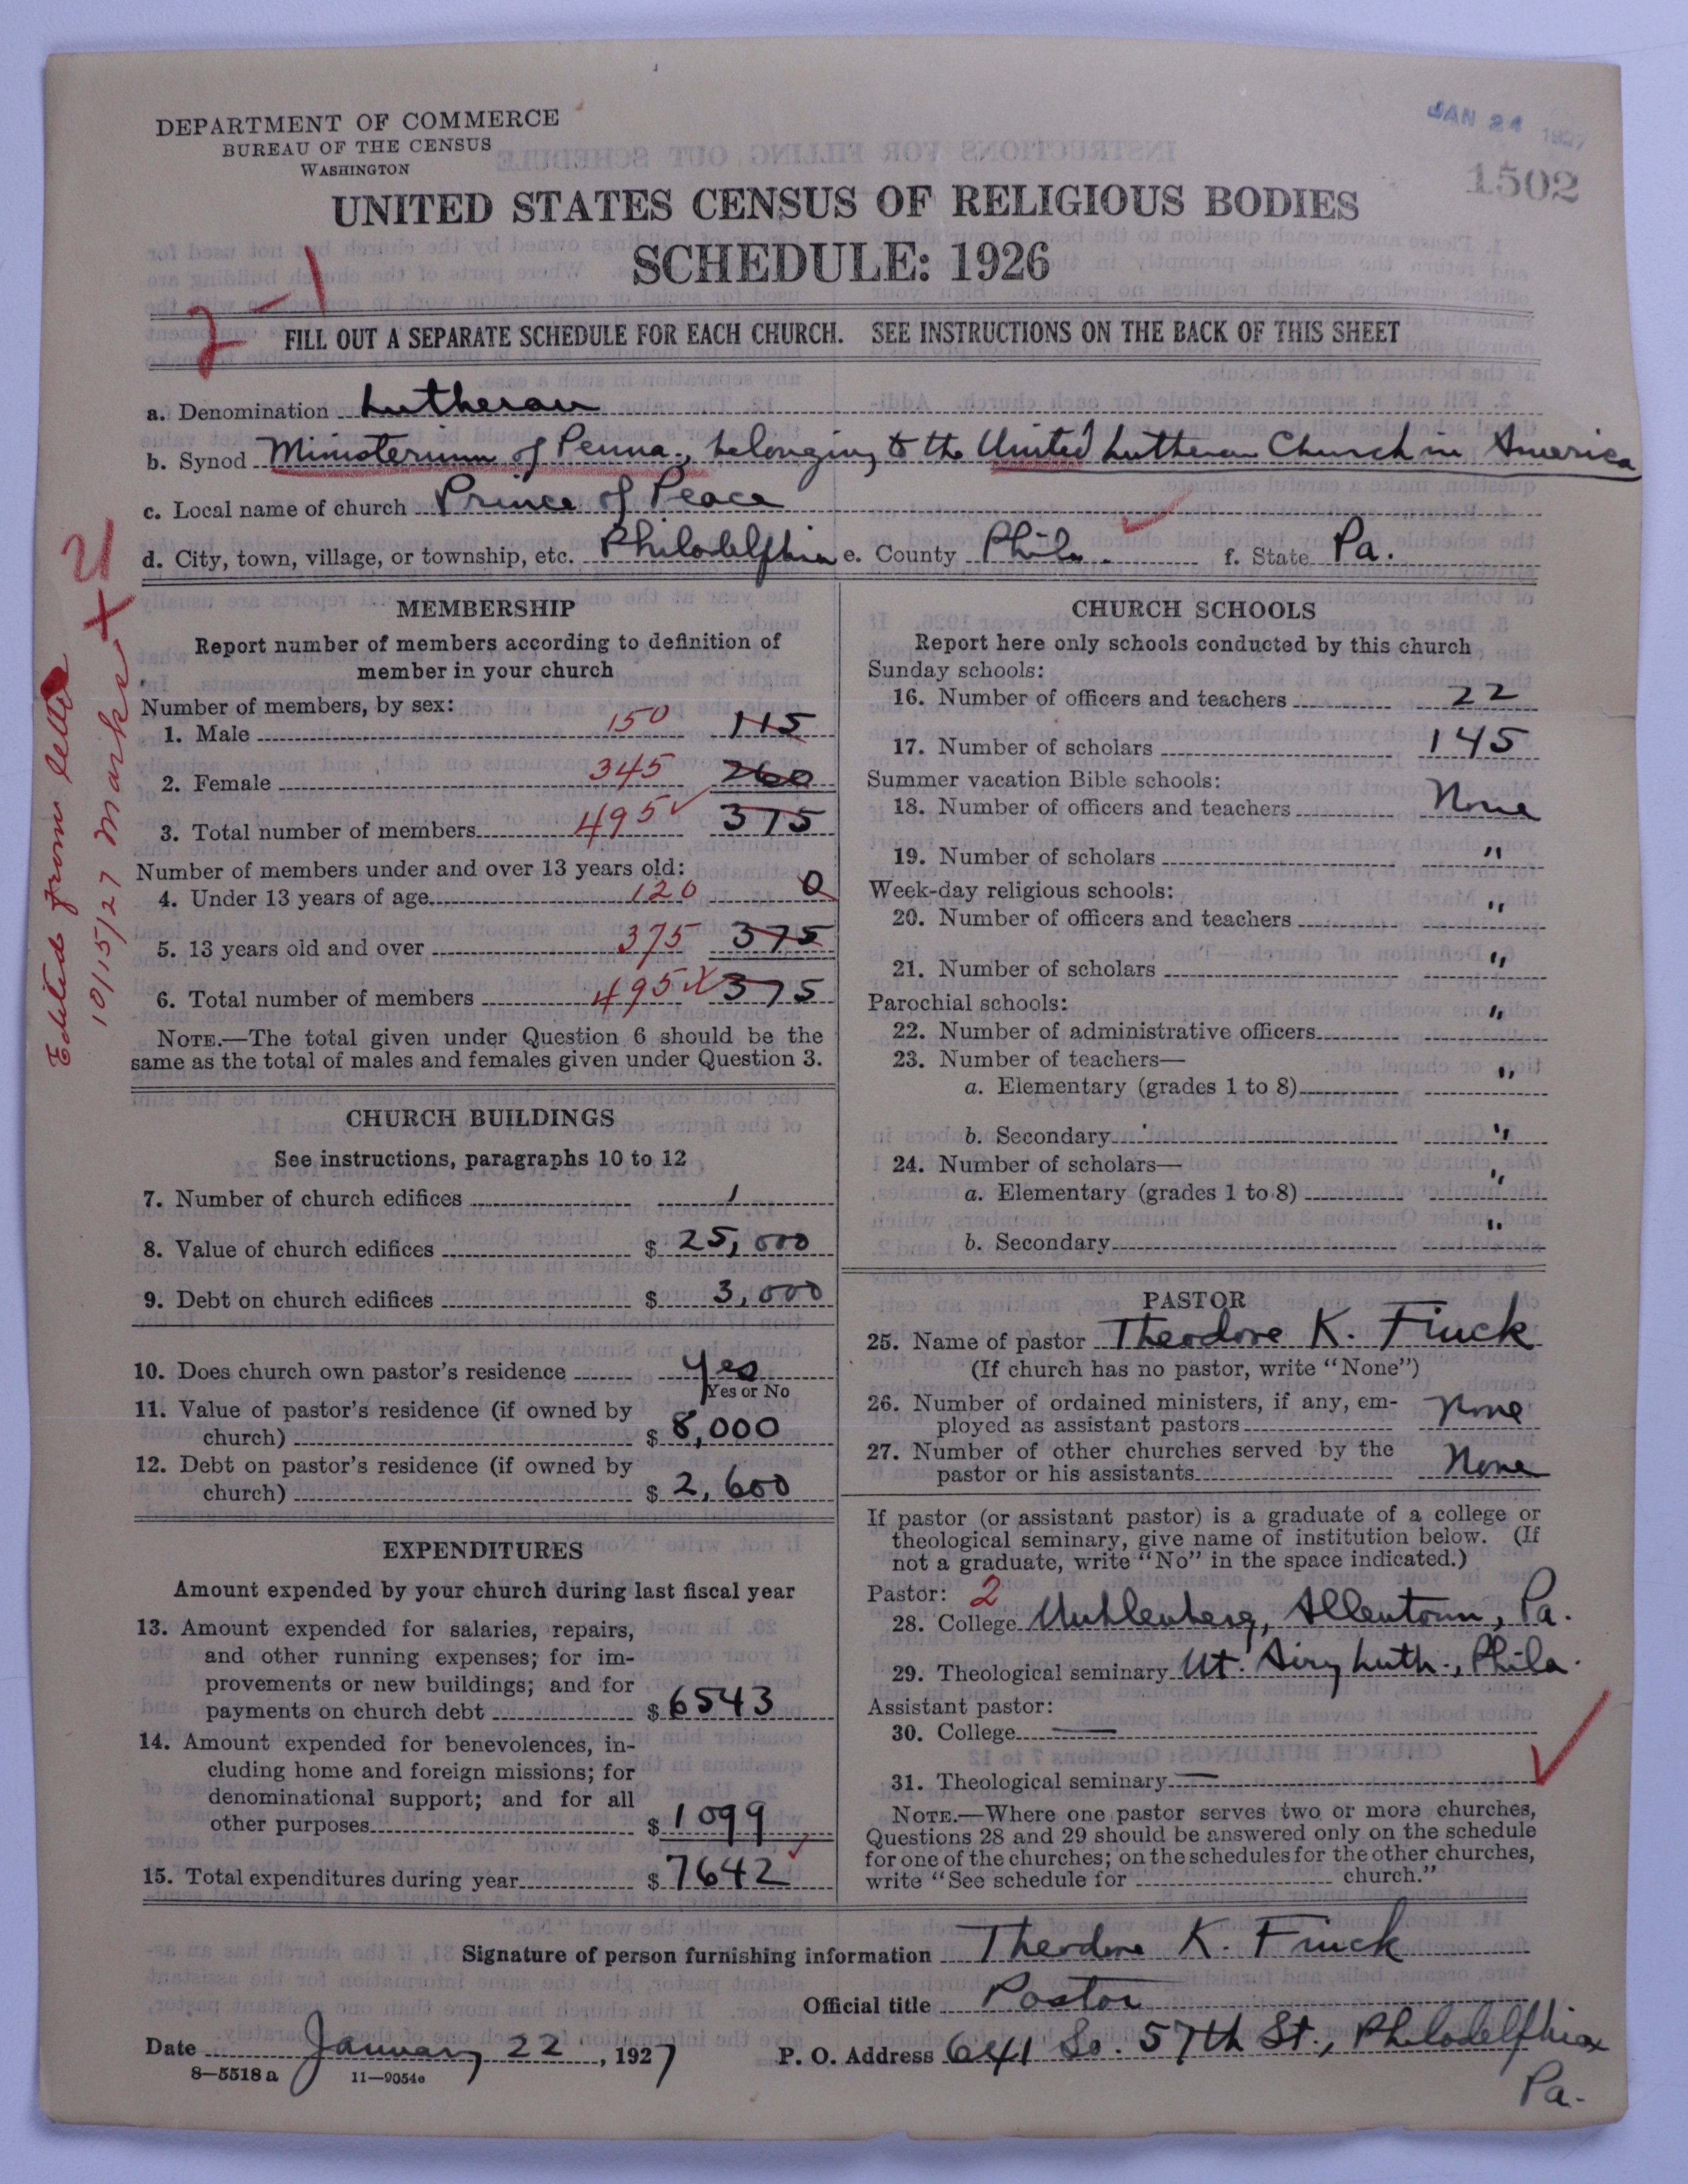 DEPARTMENT OF COMMERCE
BUREAU OF THE CENSUS
WASHINGTON
JAN 24 1927
1502
UNITED STATES CENSUS OF RELIGIOUS BODIES
SCHEDULE: 1926
2-1
FILL OUT A SEPARATE SCHEDULE FOR EACH CHURCH. SEE INSTRUCTIONS ON THE BACK OF THIS SHEET
a. Denomination Lutheran
b. Synod Ministerium of Penna., belonging to the United Lutheran Church in America
c. Local name of church Prince of Peace
d. City, town, village, or township, etc. Philadelphia e. County Phila. f. State Pa.
Edited from letter
10/15/27 Marks X 4
MEMBERSHIP
Report number of members according to definition of
member in your church
Number of members, by sex:
1. Male 150 115
2. Female 345 260
3. Total number of members 495 ✓ 375
Number of members under and over 13 years old:
4. Under 13 years of age 120 0
5. 13 years old and over 375 375
6. Total number of members 495 X 375
NOTE.—The total given under Question 6 should be the
same as the total of males and females given under Question 3.
CHURCH BUILDINGS
See instructions, paragraphs 10 to 12
7. Number of church edifices 1
8. Value of church edifices $ 25,000
9. Debt on church edifices $ 3,000
10. Does church own pastor's residence Yes
Yes or No
11. Value of pastor's residence (if owned by
church) $ 8,000
12. Debt on pastor's residence (if owned by
church) $ 2,600
EXPENDITURES
Amount expended by your church during last fiscal year
13. Amount expended for salaries, repairs,
and other running expenses; for im-
provements or new buildings; and for
payments on church debt $ 6543
14. Amount expended for benevolences, in-
cluding home and foreign missions; for
denominational support; and for all
other purposes $ 1099
15. Total expenditures during year $ 7642
CHURCH SCHOOLS
Report here only schools conducted by this church
Sunday schools:
16. Number of officers and teachers 22
17. Number of scholars 145
Summer vacation Bible schools:
18. Number of officers and teachers None
19. Number of scholars "
Week-day religious schools:
20. Number of officers and teachers "
21. Number of scholars "
Parochial schools:
22. Number of administrative officers "
23. Number of teachers—
a. Elementary (grades 1 to 8) "
b. Secondary "
24. Number of scholars—
a. Elementary (grades 1 to 8) "
b. Secondary "
PASTOR
25. Name of pastor Theodore K. Finck
(If church has no pastor, write "None")
26. Number of ordained ministers, if any, em-
ployed as assistant pastors None
27. Number of other churches served by the
pastor or his assistants None
If pastor (or assistant pastor) is a graduate of a college or
theological seminary, give name of institution below. (If
not a graduate, write "No" in the space indicated.)
Pastor: 2
28. College Muhlenberg, Allentown, Pa.
29. Theological seminary Mt. Airy Luth., Phila.
Assistant pastor:
30. College —
31. Theological seminary —
NOTE.—Where one pastor serves two or more churches,
Questions 28 and 29 should be answered only on the schedule
for one of the churches; on the schedules for the other churches,
write "See schedule for church."
Signature of person furnishing information Theodore K. Finck
Official title Pastor
Date January 22, 1927 P. O. Address 641 So. 57th St., Philadelphia
Pa.
8—5518a 11—9054e